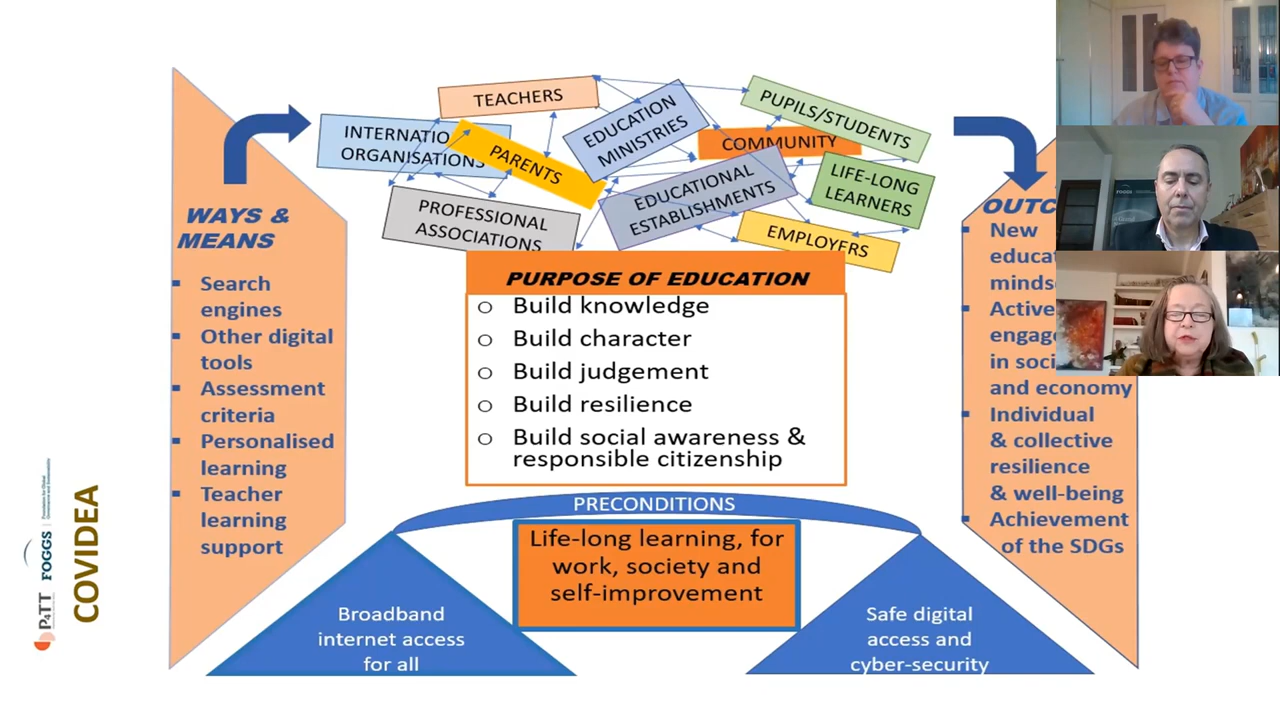 TEACHERS
INTERNATIO
ORGANISATIONS
PARENTS
EDUCATION
MINISTRIES
PUPILS/STUDENTS
COMMUNITY
PROFESSIONAL
ASSOCIATIONS
EDUCATIONAL
ESTABLISHMENTS
LIFE-LONG
LEARNERS
EMPLOYERS
WAYS &
MEANS
Search
engines
Other digital
tools
Assessment
criteria
Personalised
learning
Teacher
learning
support
PURPOSE OF EDUCATION
Build knowledge
Build character
Build judgement
Build resilience
Build social awareness &
responsible citizenship
PRECONDITIONS
Life-long learning, for
work, society and
self-improvement
Broadband
internet access
for all
Safe digital
access and
cyber-security
OUTC
New
educat
minds
Active
engag
in soci
and economy
Individual
& collective
resilience
& well-being
Achievement
of the SDGs
P4TT
FOGGS
COVIDEA